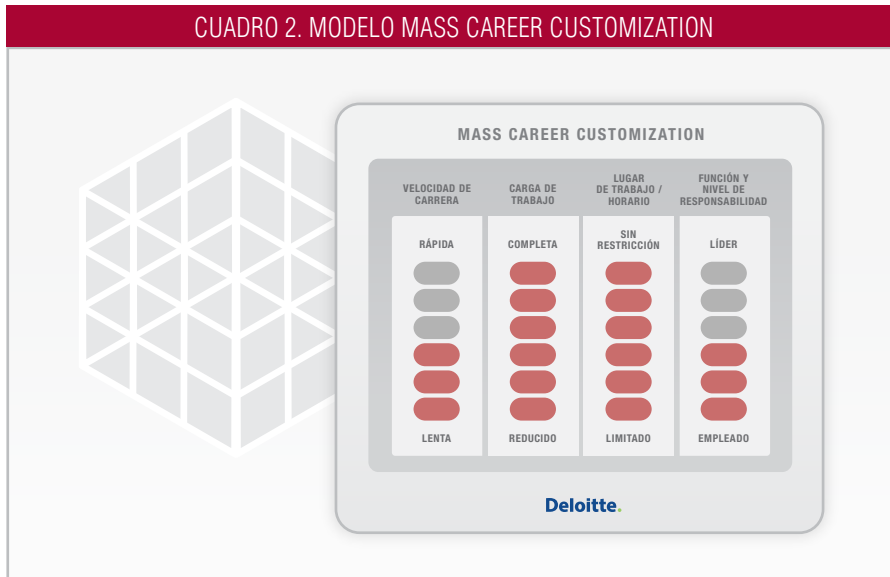 CUADRO 2. MODELO MASS CAREER CUSTOMIZATION
MASS CAREER CUSTOMIZATION
VELOCIDAD DE
CARRERA
CARGA DE
TRABAJO
LUGAR
DE TRABAJO /
HORARIO
FUNCIÓN Y
NIVEL DE
RESPONSABILIDAD
RÁPIDA
COMPLETA
SIN
RESTRICCIÓN
LÍDER
LENTA
REDUCIDO
LIMITADO
EMPLEADO
Deloitte.